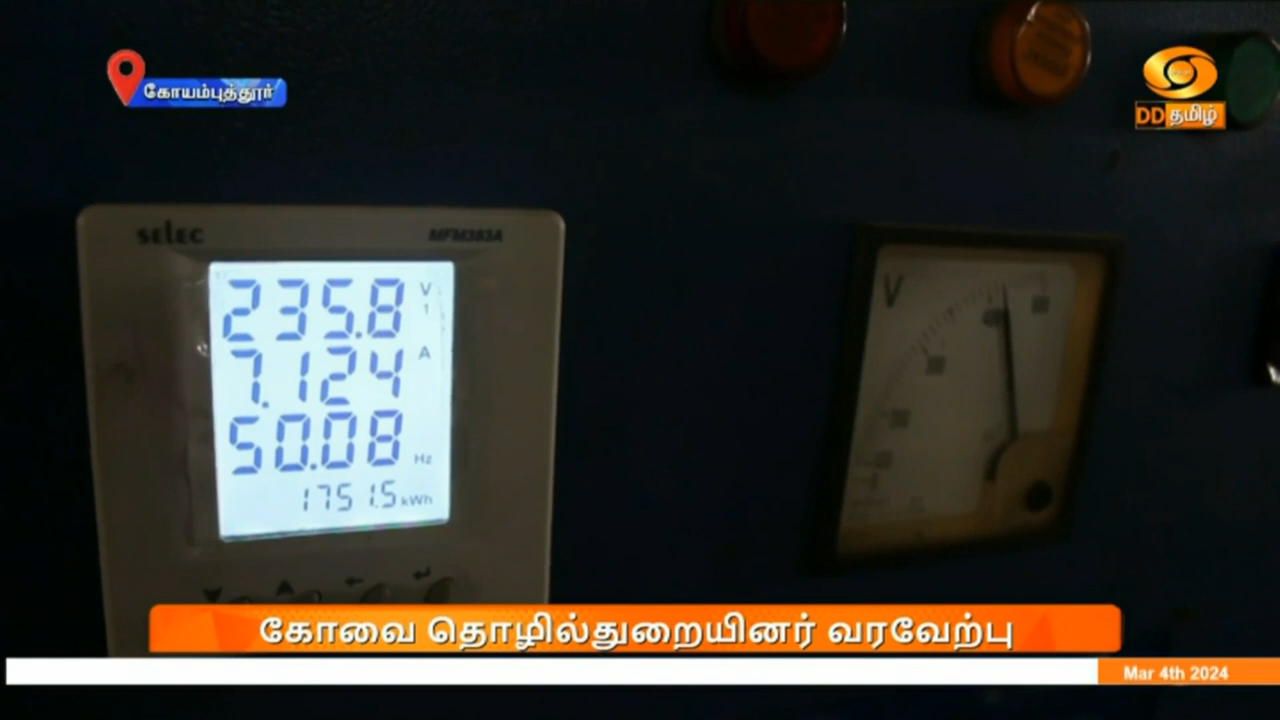 கோயம்புத்தூர்
DD தமிழ்
selec MFM383A
235.8 V 1
7.124 A
50.08 Hz
1751.5 kWh
V
கோவை தொழில்துறையினர் வரவேற்பு
Mar 4th 2024